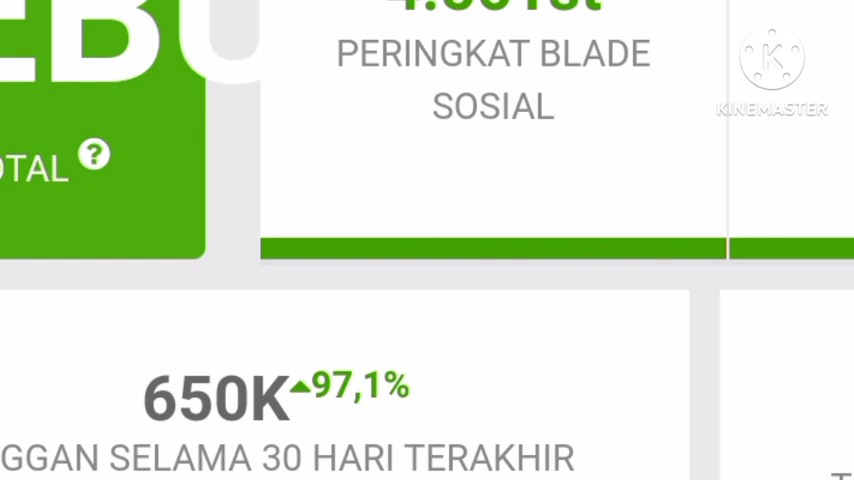 PERINGKAT BLADE
SOSIAL
KINEMASTER
?
650K 97,1%
GGAN SELAMA 30 HARI TERAKHIR